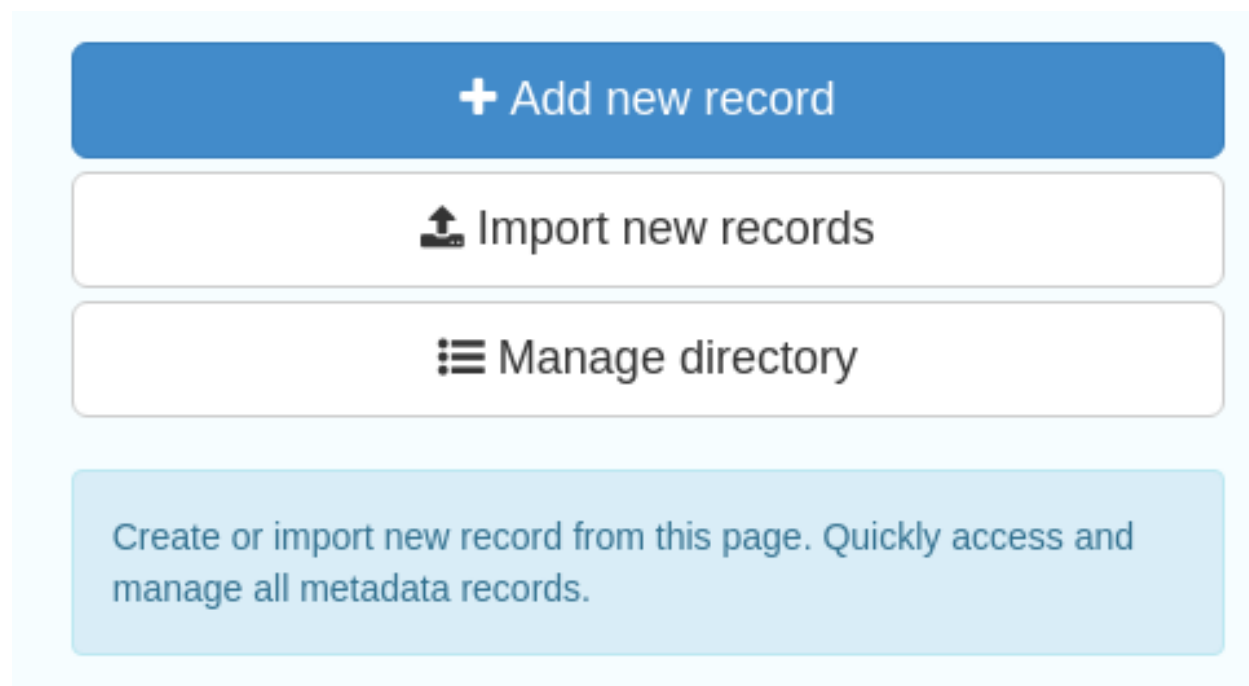 Add new record
Import new records
Manage directory
Create or import new record from this page. Quickly access and
manage all metadata records.